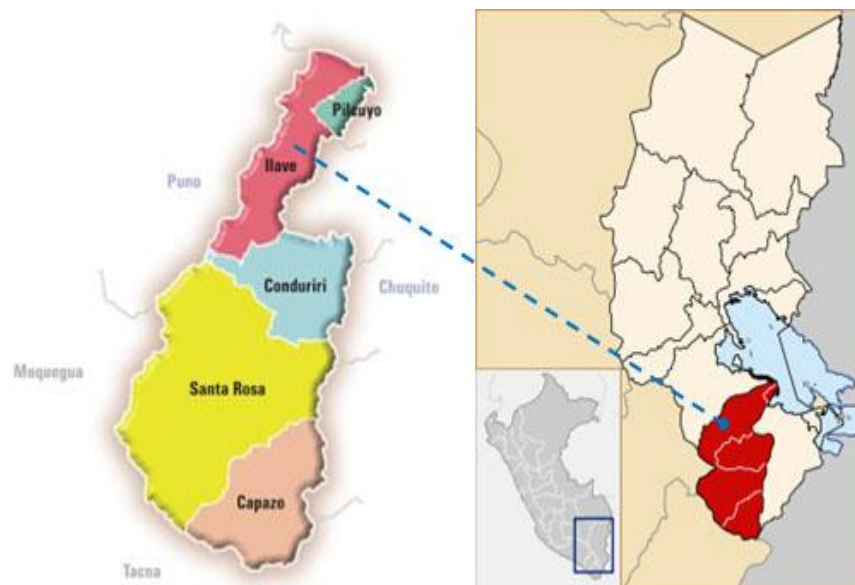 Pilcuyo
Ilave
Puno
Conduriri
Chuquito
Moquegua
Santa Rosa
Capazo
Tacna